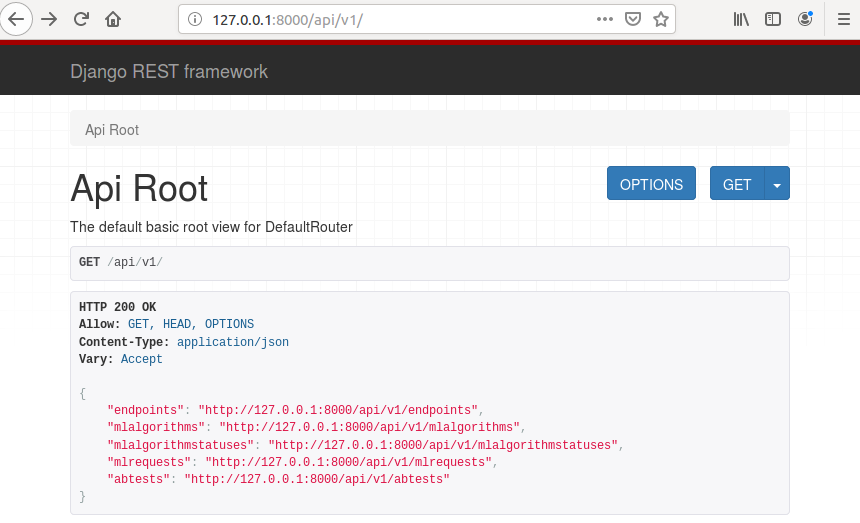 127.0.0.1:8000/api/v1/
Django REST framework
Api Root
Api Root
OPTIONS
GET
The default basic root view for DefaultRouter
GET /api/v1/
HTTP 200 OK
Allow: GET, HEAD, OPTIONS
Content-Type: application/json
Vary: Accept
{
    "endpoints": "http://127.0.0.1:8000/api/v1/endpoints",
    "mlalgorithms": "http://127.0.0.1:8000/api/v1/mlalgorithms",
    "mlalgorithmstatuses": "http://127.0.0.1:8000/api/v1/mlalgorithmstatuses",
    "mlrequests": "http://127.0.0.1:8000/api/v1/mlrequests",
    "abtests": "http://127.0.0.1:8000/api/v1/abtests"
}